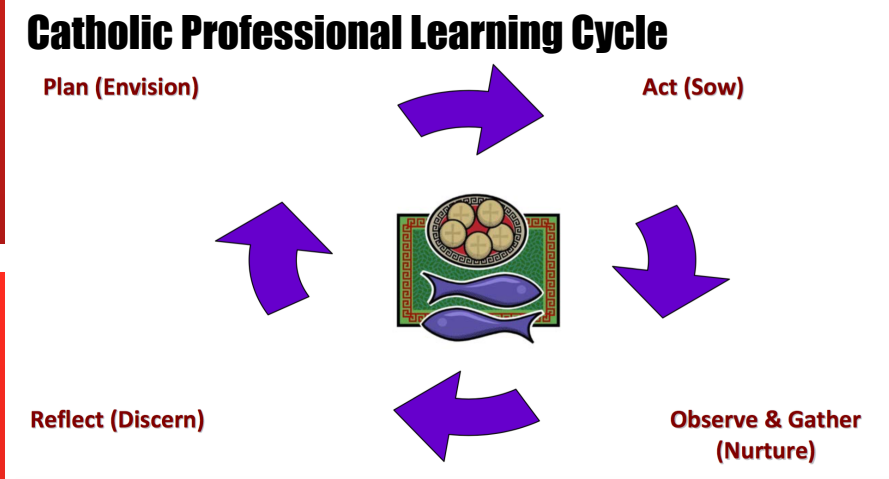 Catholic Professional Learning Cycle
Plan (Envision)
Act (Sow)
Reflect (Discern)
Observe & Gather
(Nurture)